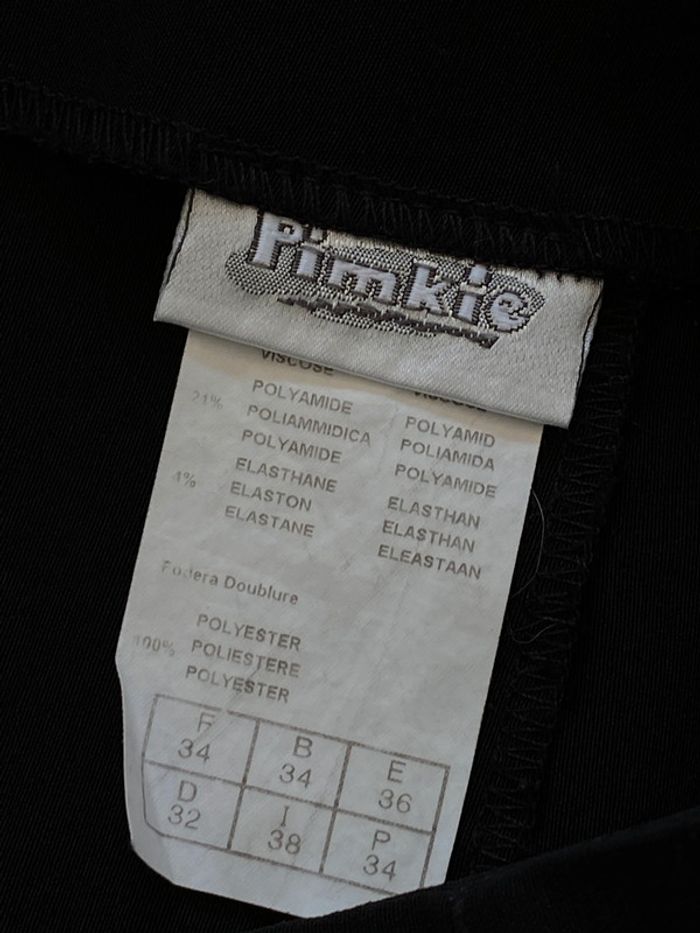 Pimkie
VISCOSE
VISCOSE
21% POLYAMIDE
POLIAMMIDICA
POLYAMIDE
POLYAMID
POLIAMIDA
POLYAMIDE
4% ELASTHANE
ELASTON
ELASTANE
ELASTHAN
ELASTHAN
ELEASTAAN
Fodera Doublure
POLYESTER
100% POLIESTERE
POLYESTER
F B E
34 34 36
D I P
32 38 34